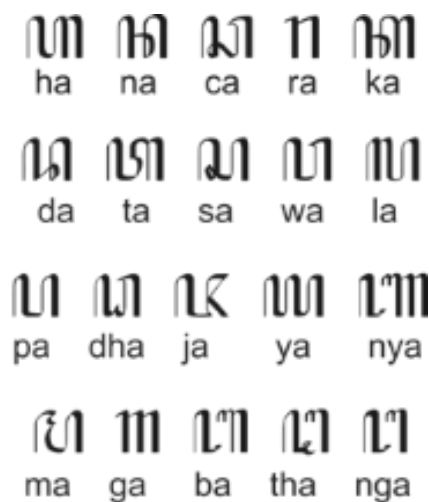 ꦲ ꦤ ꦕ ꦫ ꦏ
ha na ca ra ka
ꦢ ꦠ ꦱ ꦮ ꦭ
da ta sa wa la
ꦥ ꦝ ꦗ ꦪ ꦚ
pa dha ja ya nya
ꦩ ꦒ ꦧ ꦛ ꦔ
ma ga ba tha nga